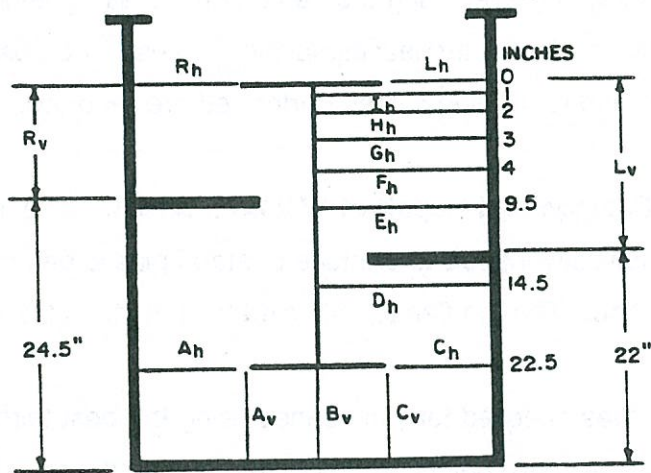 INCHES
Rh Lh 0
1
Ih 2
Hh
3
Gh
4
Rv Lv
Fh
9.5
Eh
14.5
Dh
24.5" Ah Ch 22.5 22"
Av Bv Cv